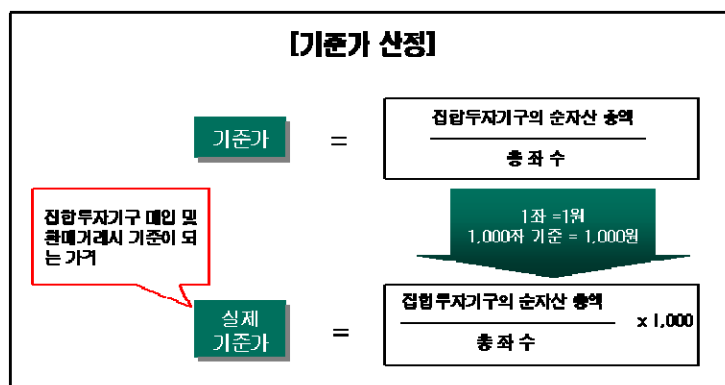 [기준가 산정]
기준가
=
집합투자기구의 순자산 총액
총 좌 수
집합투자기구 매입 및
환매거래시 기준이 되
는 가격
1좌 =1원
1,000좌 기준 = 1,000원
실제
기준가
=
집합투자기구의 순자산 총액
총 좌 수
x 1,000